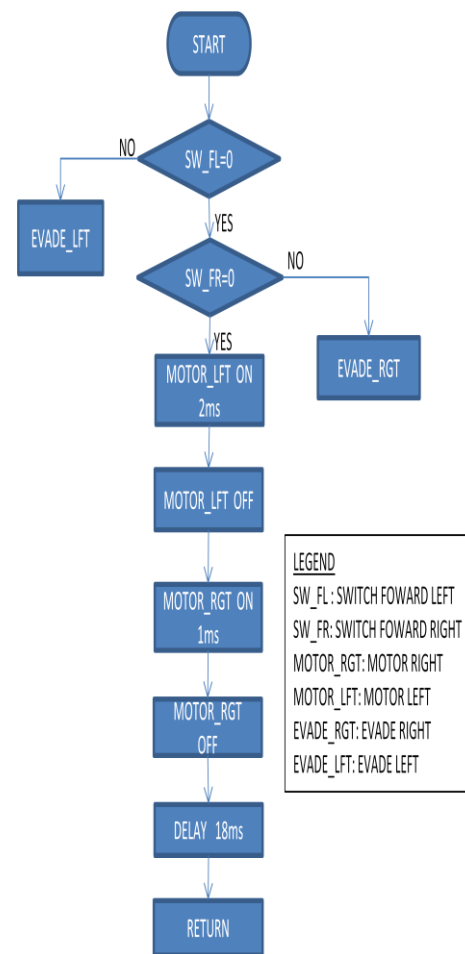 START
SW_FL=0
NO
YES
EVADE_LFT
SW_FR=0
NO
YES
EVADE_RGT
MOTOR_LFT ON
2ms
MOTOR_LFT OFF
MOTOR_RGT ON
1ms
MOTOR_RGT
OFF
DELAY 18ms
RETURN
LEGEND
SW_FL : SWITCH FOWARD LEFT
SW_FR: SWITCH FOWARD RIGHT
MOTOR_RGT: MOTOR RIGHT
MOTOR_LFT: MOTOR LEFT
EVADE_RGT: EVADE RIGHT
EVADE_LFT: EVADE LEFT